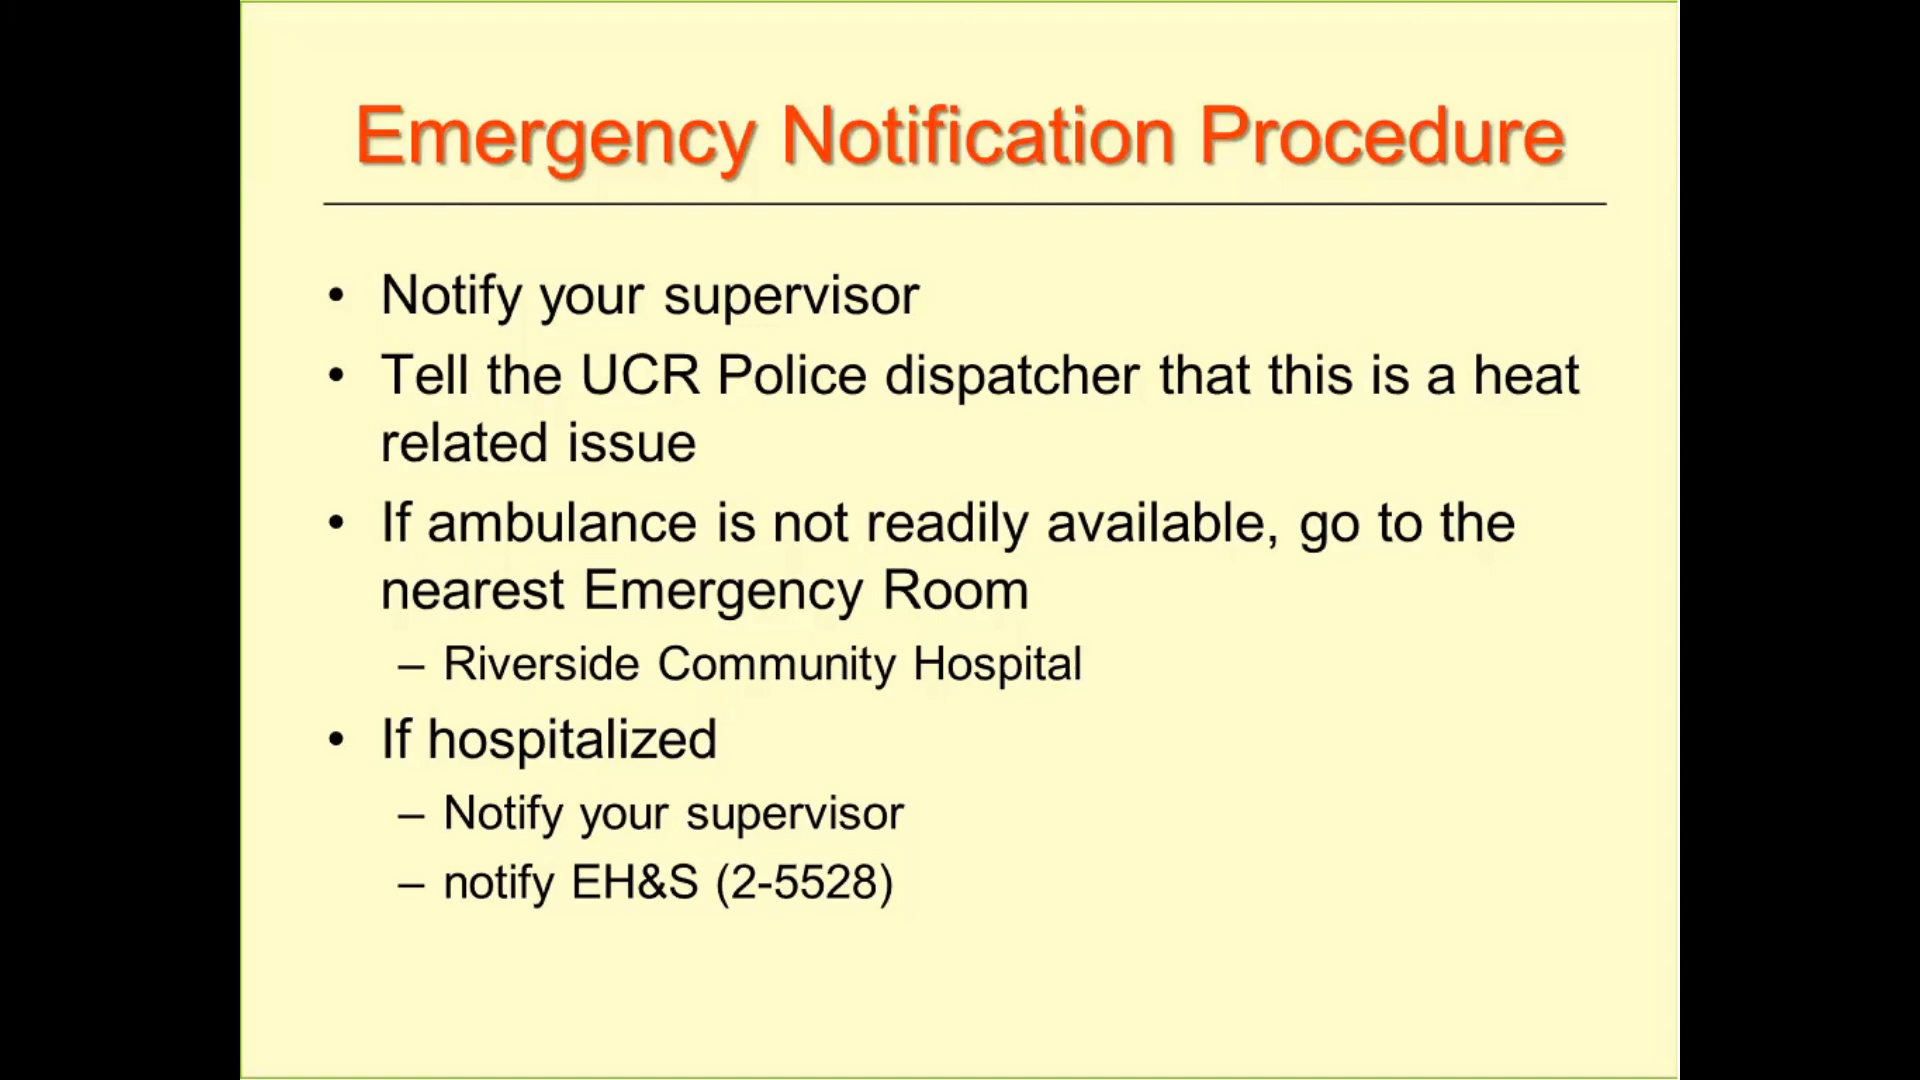 Emergency Notification Procedure
• Notify your supervisor
• Tell the UCR Police dispatcher that this is a heat
related issue
• If ambulance is not readily available, go to the
nearest Emergency Room
– Riverside Community Hospital
• If hospitalized
– Notify your supervisor
– notify EH&S (2-5528)